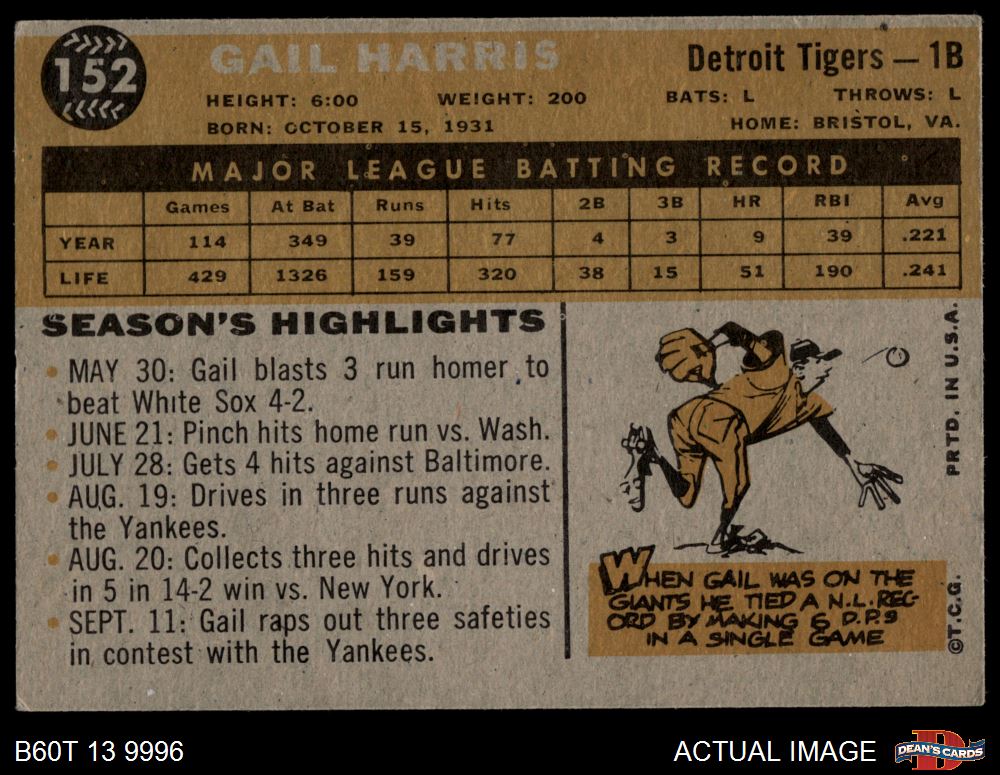 152
GAIL HARRIS
Detroit Tigers — 1B
HEIGHT: 6:00 WEIGHT: 200 BATS: L THROWS: L
BORN: OCTOBER 15, 1931 HOME: BRISTOL, VA.
MAJOR LEAGUE BATTING RECORD
Games At Bat Runs Hits 2B 3B HR RBI Avg
YEAR 114 349 39 77 4 3 9 39 .221
LIFE 429 1326 159 320 38 15 51 190 .241
SEASON'S HIGHLIGHTS
• MAY 30: Gail blasts 3 run homer to
beat White Sox 4-2.
• JUNE 21: Pinch hits home run vs. Wash.
• JULY 28: Gets 4 hits against Baltimore.
• AUG. 19: Drives in three runs against
the Yankees.
• AUG. 20: Collects three hits and drives
in 5 in 14-2 win vs. New York.
• SEPT. 11: Gail raps out three safeties
in contest with the Yankees.
WHEN GAIL WAS ON THE
GIANTS HE TIED A N.L. REC-
ORD BY MAKING 6 D.P.S
IN A SINGLE GAME
PRTD. IN U.S.A.
©T.C.G.
B60T 13 9996
ACTUAL IMAGE
D
DEAN'S CARDS